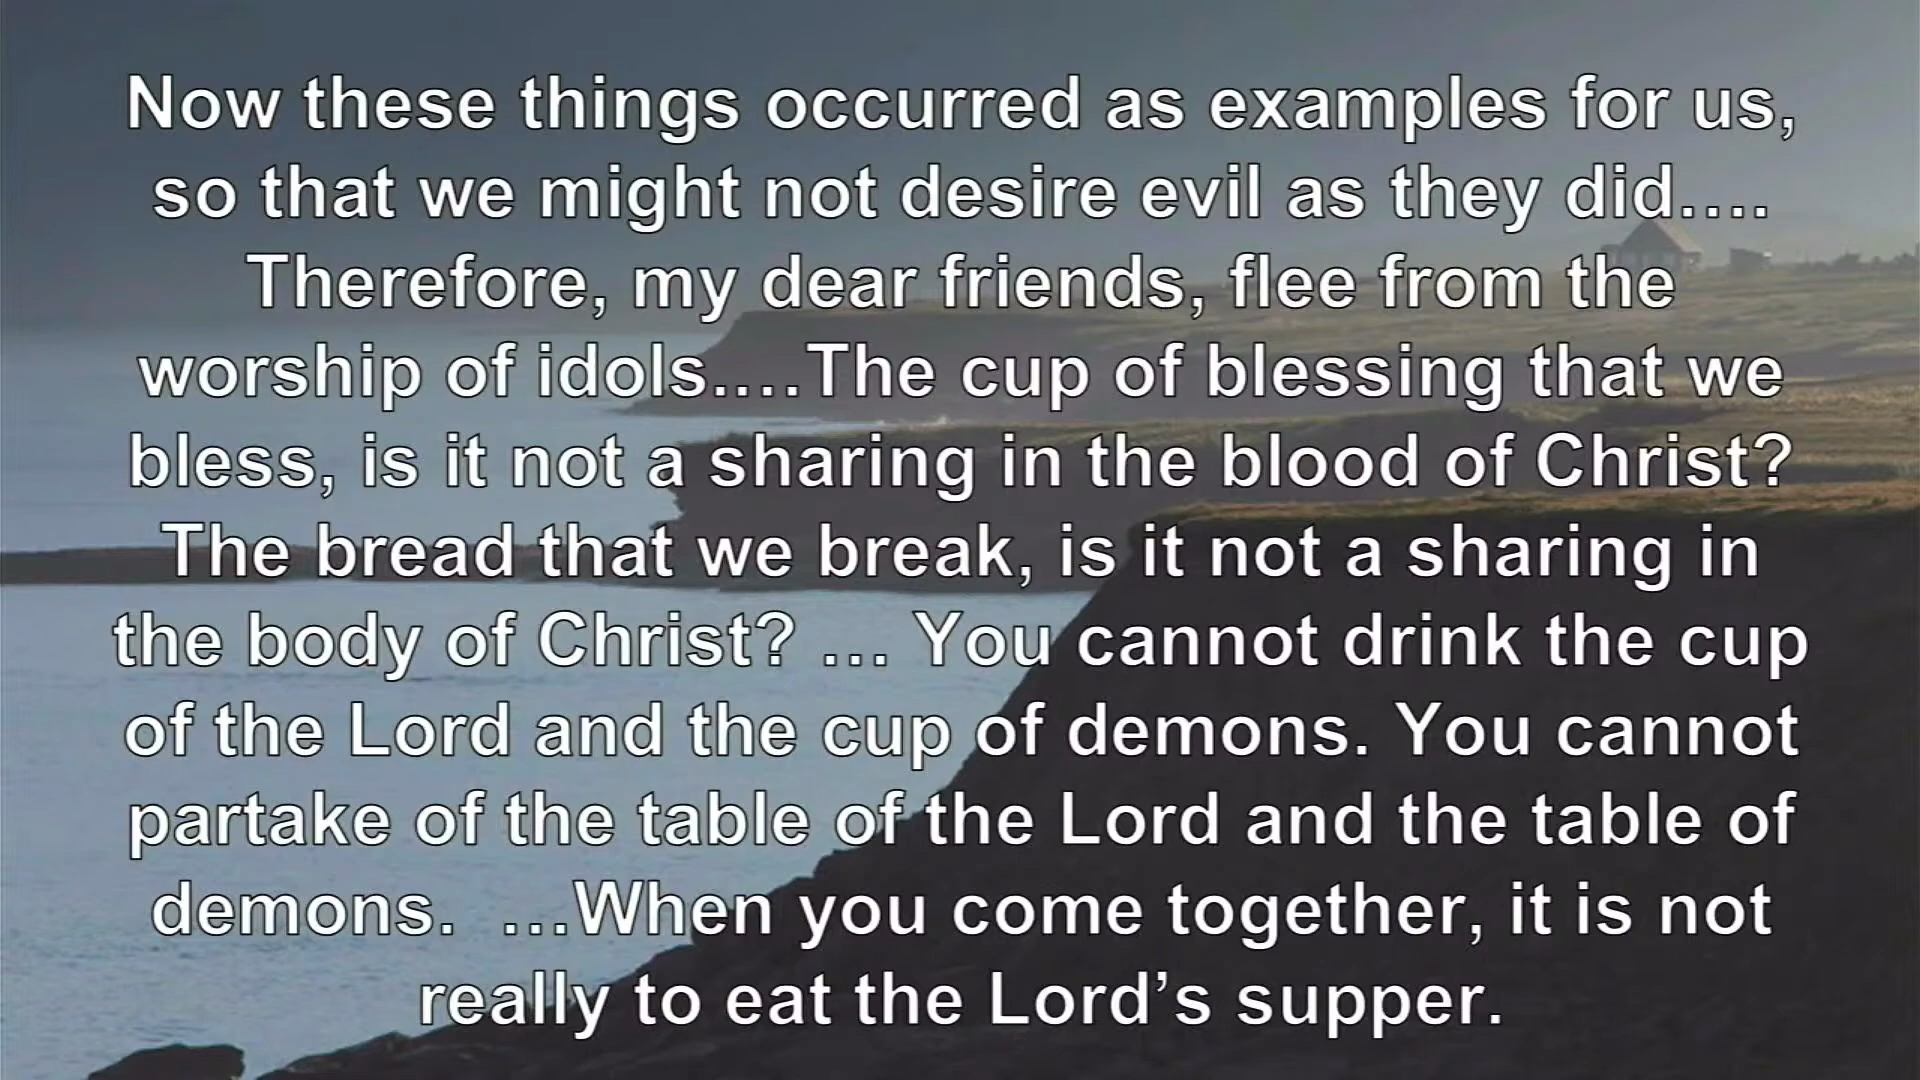 Now these things occurred as examples for us,
so that we might not desire evil as they did….
Therefore, my dear friends, flee from the
worship of idols….The cup of blessing that we
bless, is it not a sharing in the blood of Christ?
The bread that we break, is it not a sharing in
the body of Christ? … You cannot drink the cup
of the Lord and the cup of demons. You cannot
partake of the table of the Lord and the table of
demons.  …When you come together, it is not
really to eat the Lord’s supper.